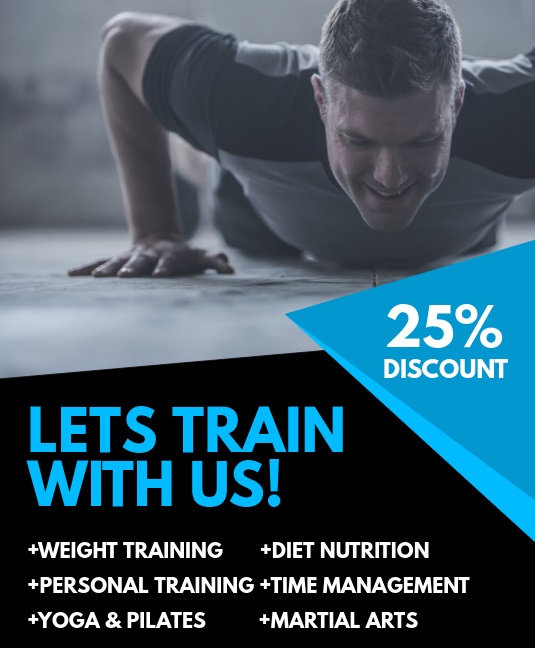 25%
DISCOUNT
LETS TRAIN
WITH US!
+WEIGHT TRAINING
+PERSONAL TRAINING
+YOGA & PILATES
+DIET NUTRITION
+TIME MANAGEMENT
+MARTIAL ARTS